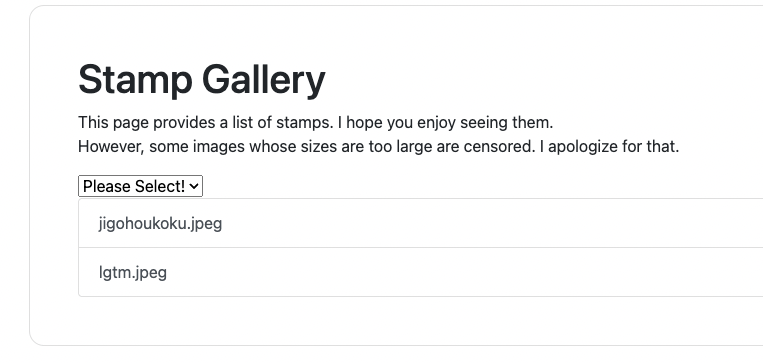 Stamp Gallery
This page provides a list of stamps. I hope you enjoy seeing them.
However, some images whose sizes are too large are censored. I apologize for that.
Please Select!
jigohoukoku.jpeg
lgtm.jpeg